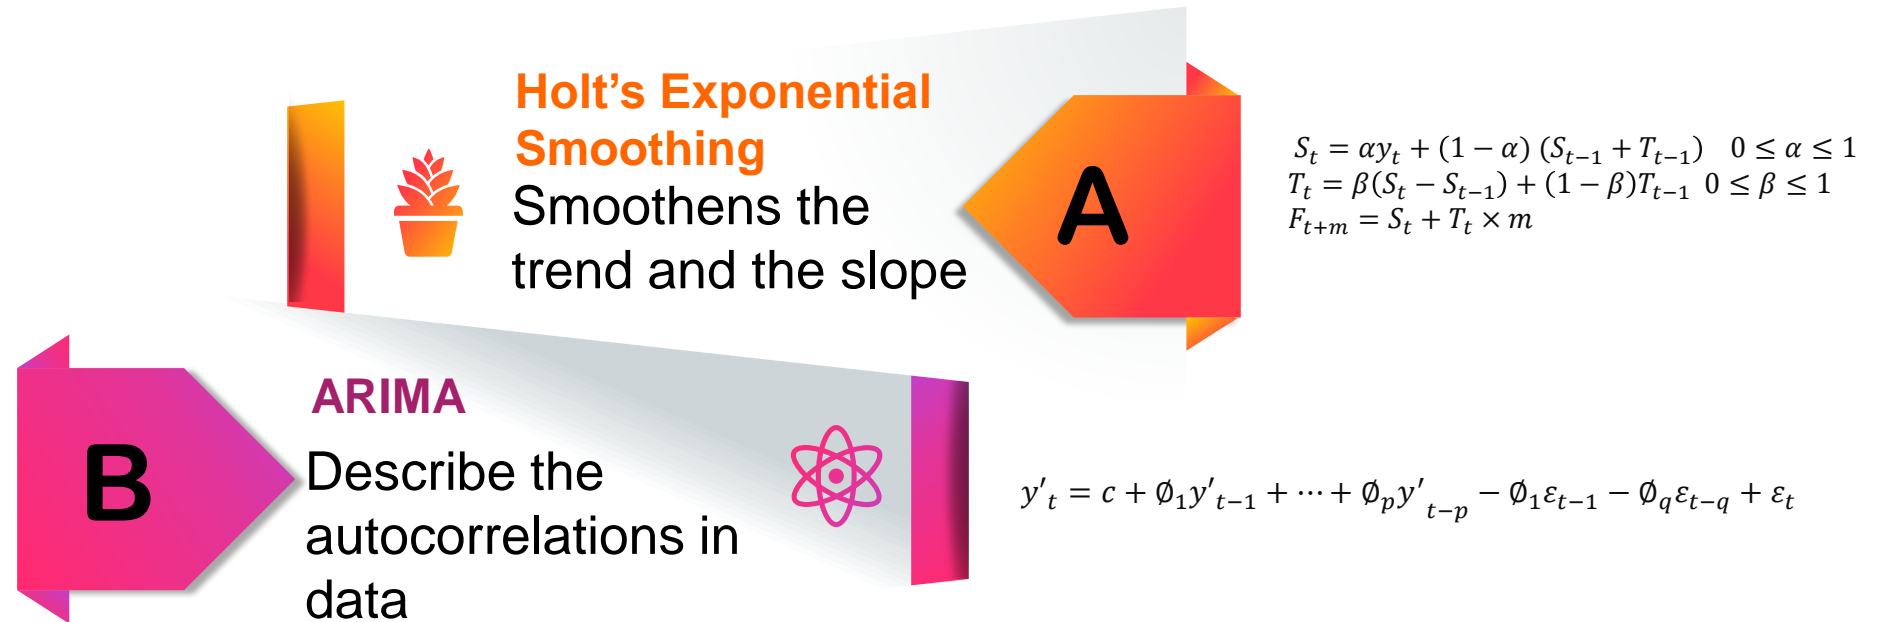 Holt’s Exponential
Smoothing
Smoothens the
trend and the slope
A
S_t = αy_t + (1 − α) (S_{t−1} + T_{t−1})   0 ≤ α ≤ 1
T_t = β(S_t − S_{t−1}) + (1 − β)T_{t−1}  0 ≤ β ≤ 1
F_{t+m} = S_t + T_t × m
B
ARIMA
Describe the
autocorrelations in
data
y′_t = c + ∅_1y′_{t−1} + ⋯ + ∅_py′_{t−p} − ∅_1ε_{t−1} − ∅_qε_{t−q} + ε_t